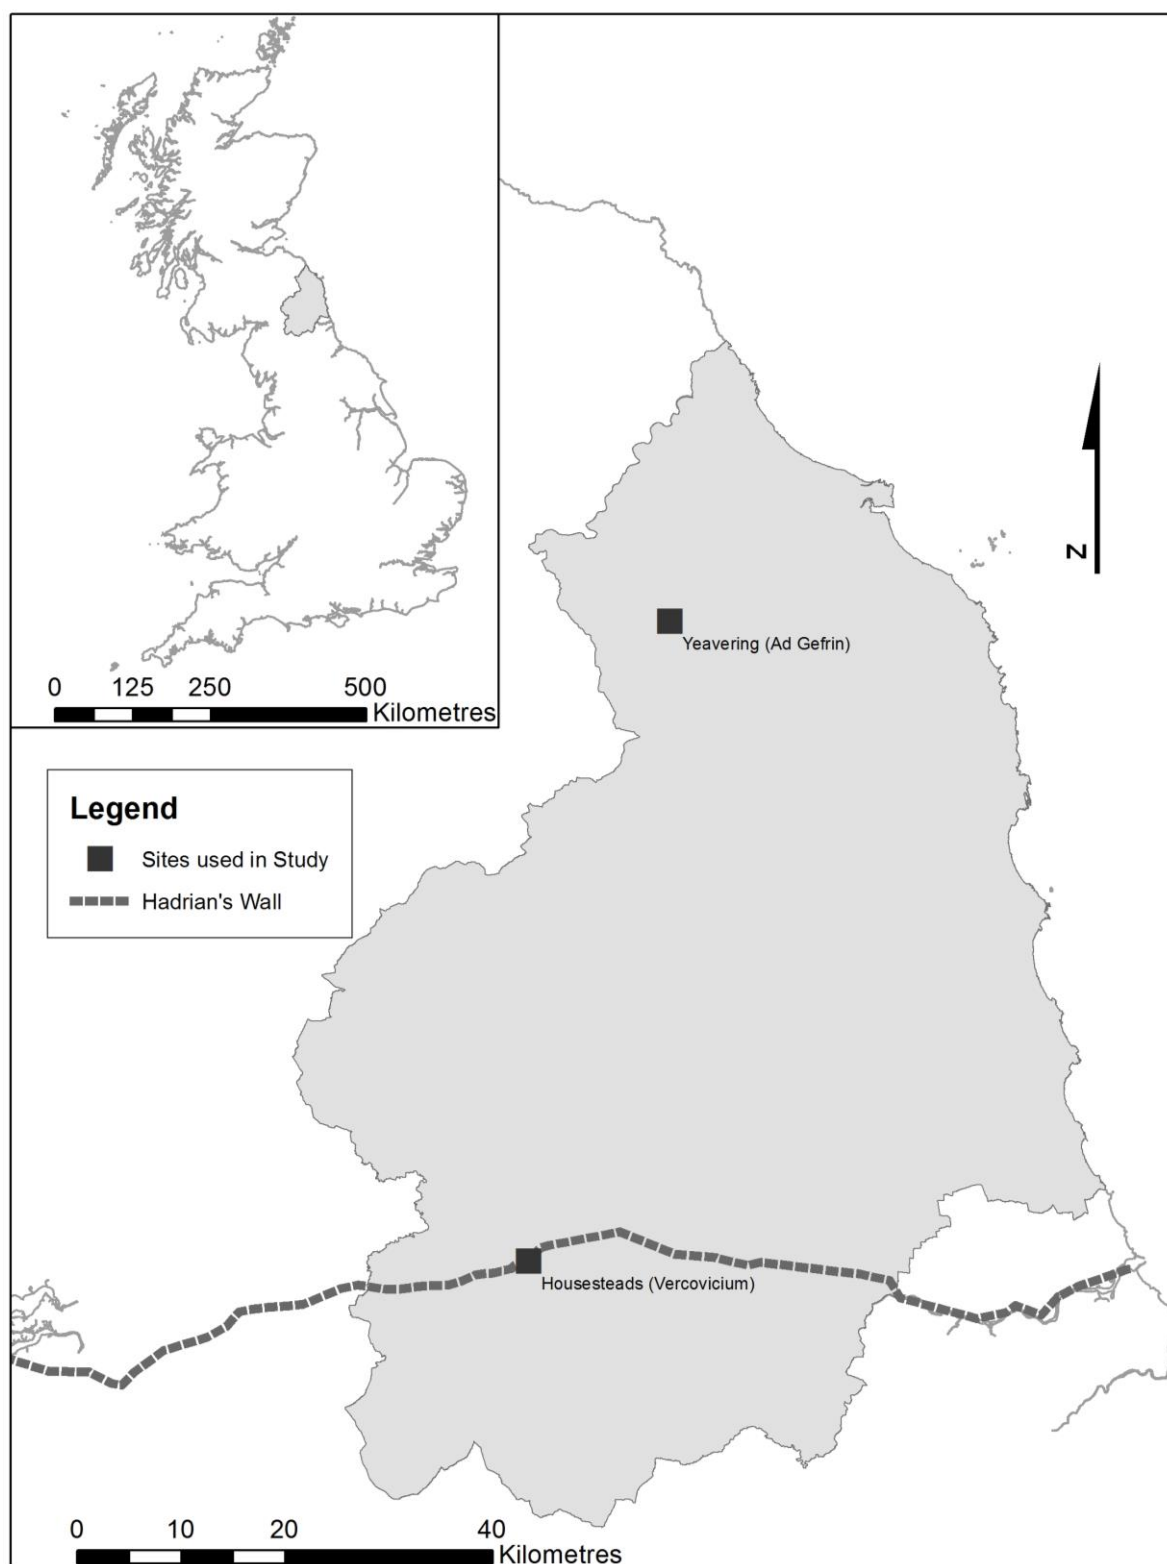 0 125 250 500
Kilometres
N
Yeavering (Ad Gefrin)
Legend
Sites used in Study
Hadrian's Wall
Housesteads (Vercovicium)
0 10 20 40
Kilometres